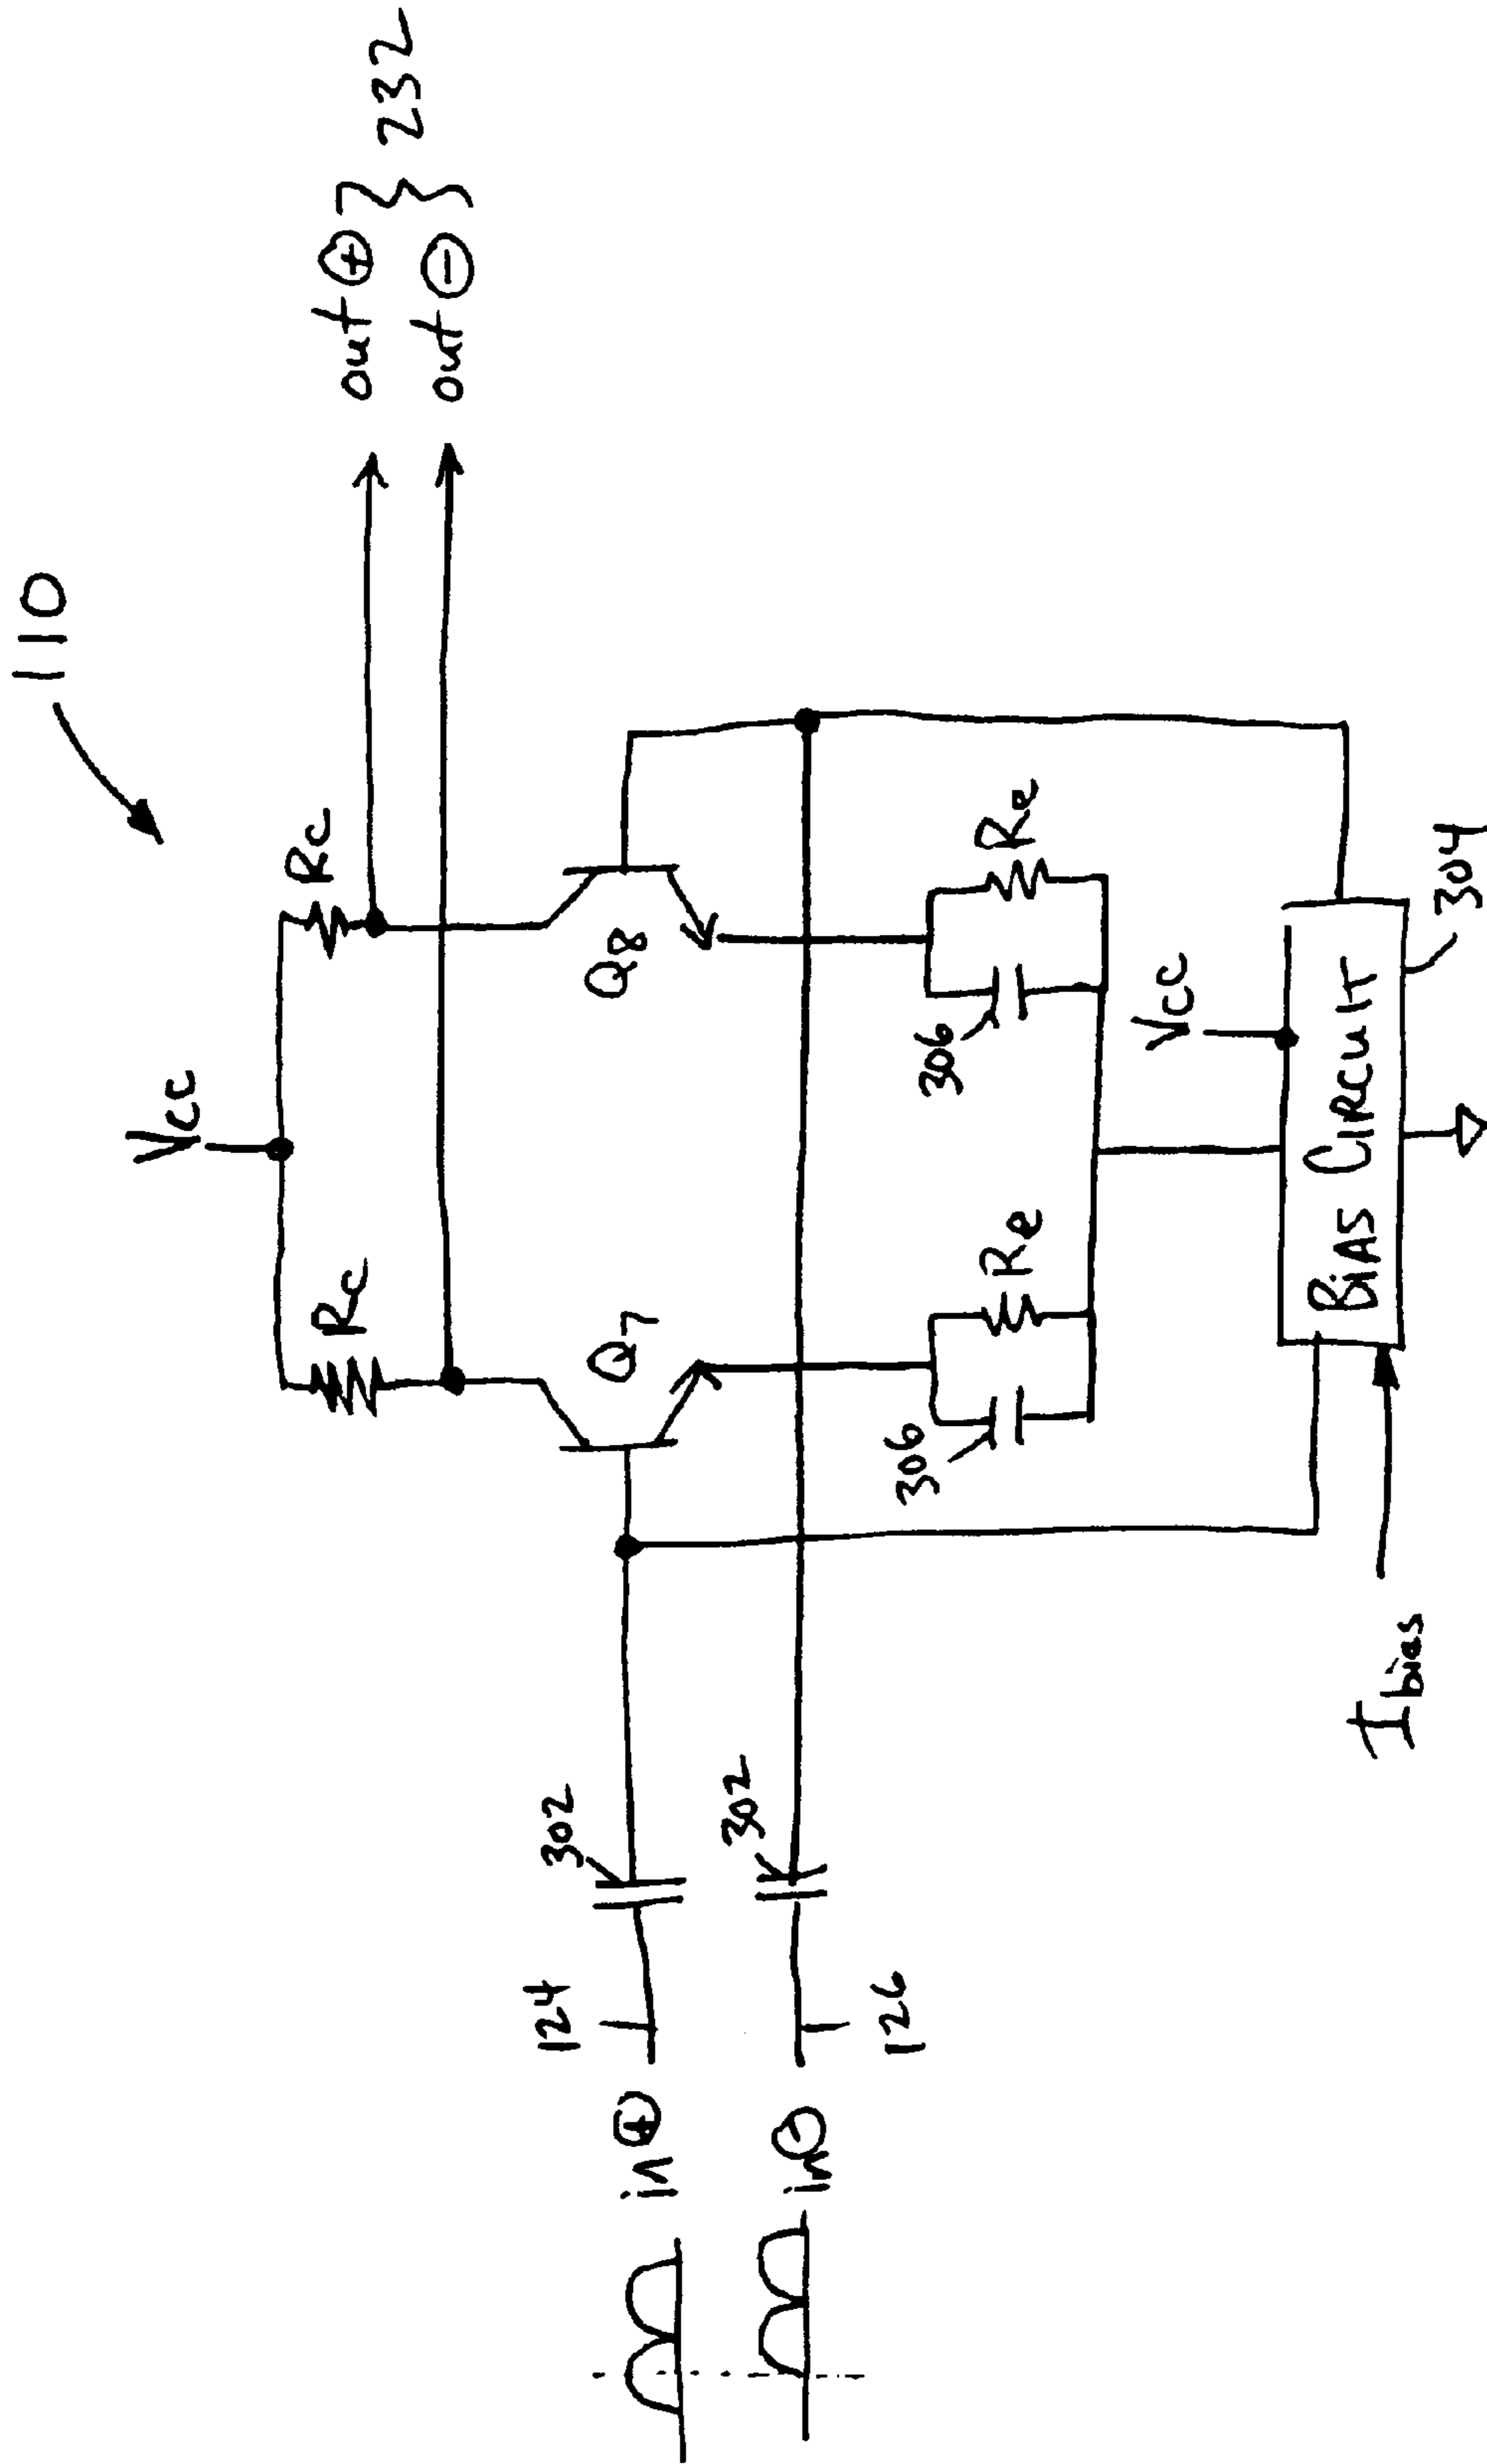 110
Vcc
Rc
Rc
out +
out -
232
Q7
Q8
124
in +
302
302
in -
126
306
Re
306
Re
Vcc
Bias Circuit
304
Ibias